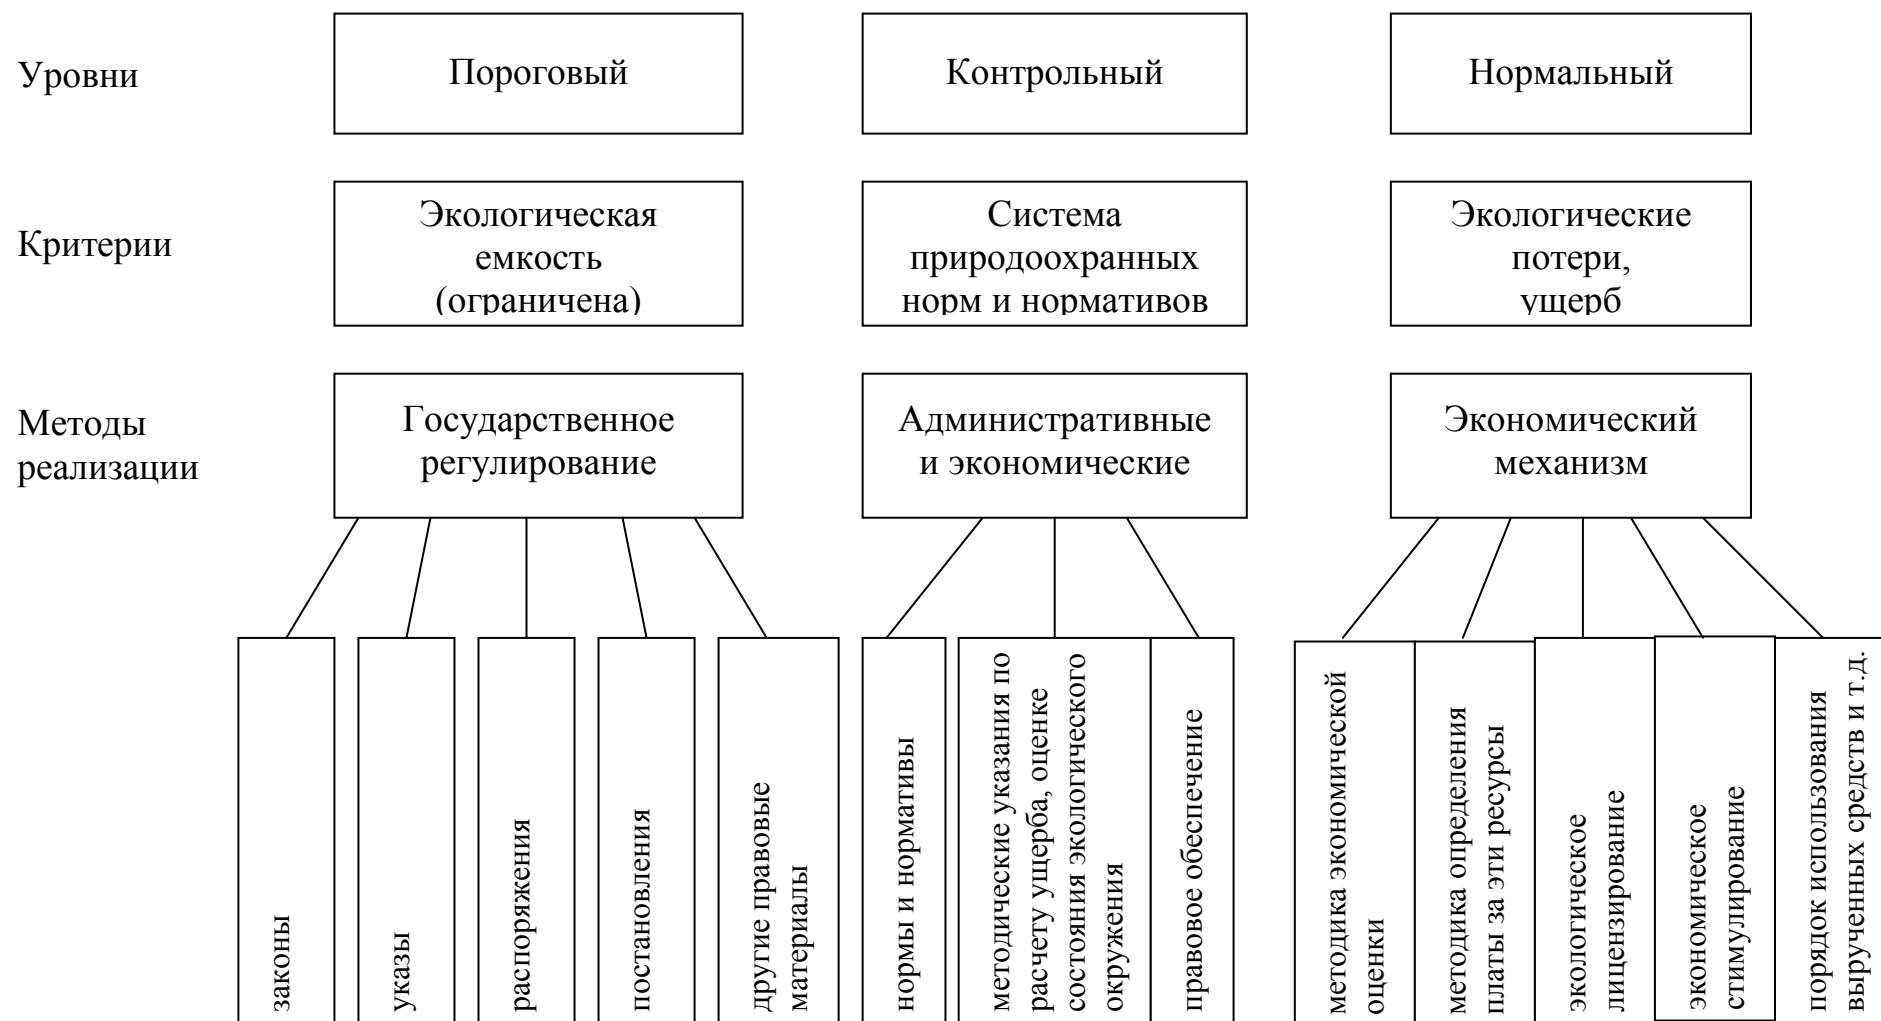 Уровни
Пороговый
Контрольный
Нормальный
Критерии
Экологическая
емкость
(ограничена)
Система
природоохранных
норм и нормативов
Экологические
потери,
ущерб
Методы
реализации
Государственное
регулирование
Административные
и экономические
Экономический
механизм
законы
указы
распоряжения
постановления
другие правовые
материалы
нормы и нормативы
методические указания по
расчету ущерба, оценке
состояния экологического
окружения
правовое обеспечение
методика экономической
оценки
методика определения
платы за эти ресурсы
экологическое
лицензирование
экономическое
стимулирование
порядок использования
вырученных средств и т.д.